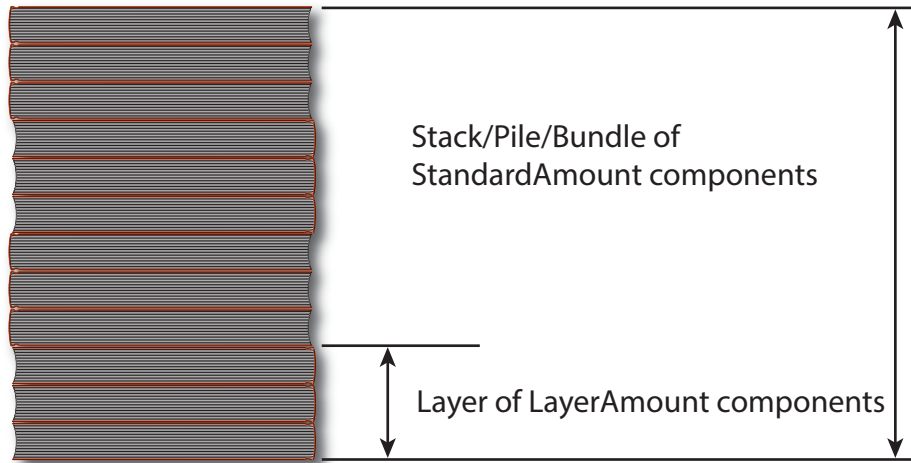 Stack/Pile/Bundle of
StandardAmount components
Layer of LayerAmount components